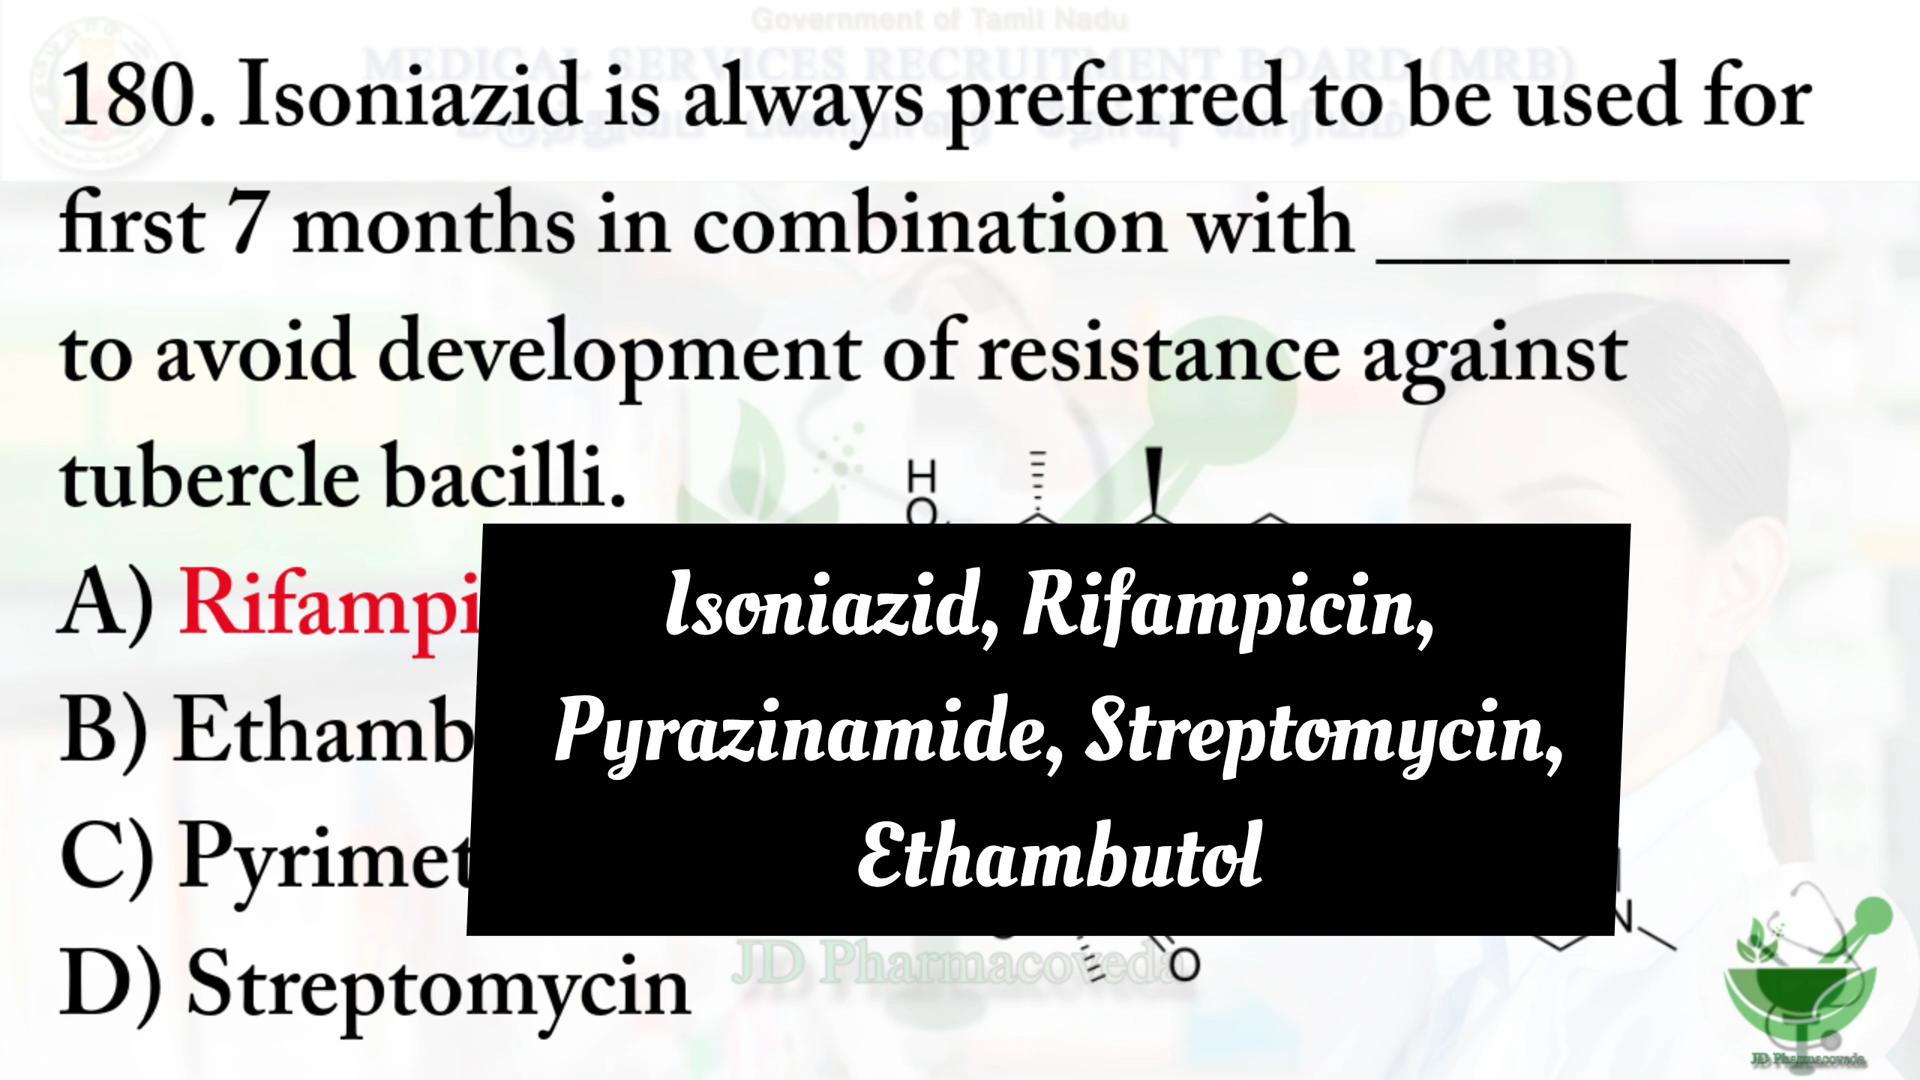 Government of Tamil Nadu
MEDICAL SERVICES RECRUITMENT BOARD (MRB)
180. Isoniazid is always preferred to be used for
first 7 months in combination with __________
to avoid development of resistance against
tubercle bacilli.
H
O
A) Rifampi
B) Ethamb
C) Pyrimet
D) Streptomycin
Isoniazid, Rifampicin,
Pyrazinamide, Streptomycin,
Ethambutol
N
O
JD Pharmacoveda
JD Pharmacoveda